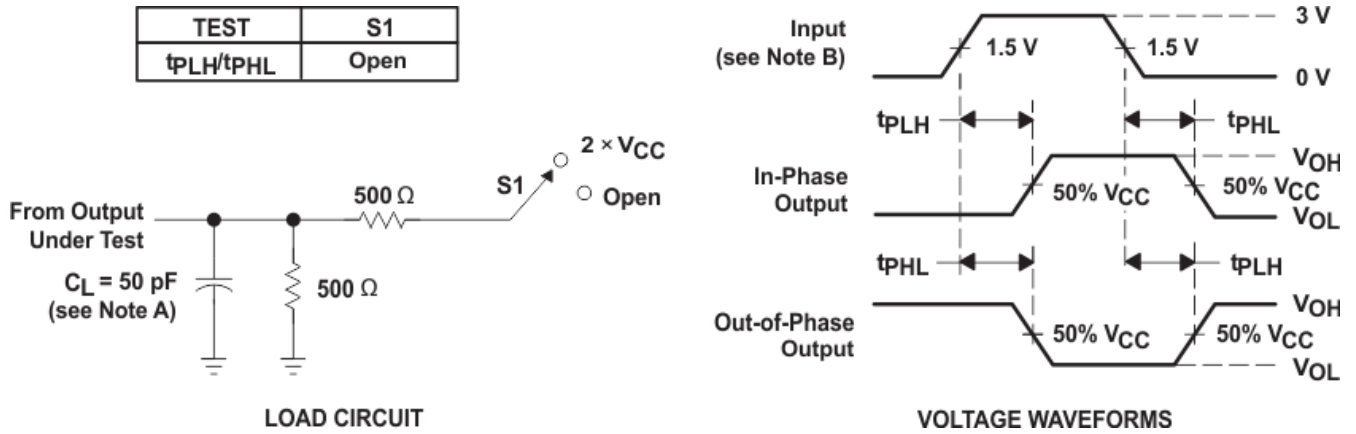 TEST S1
tPLH/tPHL Open
2 × VCC
S1
Open
500 Ω
From Output
Under Test
CL = 50 pF
(see Note A)
500 Ω
LOAD CIRCUIT
Input
(see Note B)
1.5 V
1.5 V
3 V
0 V
tPLH
tPHL
In-Phase
Output
50% VCC
50% VCC
VOH
VOL
tPHL
tPLH
Out-of-Phase
Output
50% VCC
50% VCC
VOH
VOL
VOLTAGE WAVEFORMS